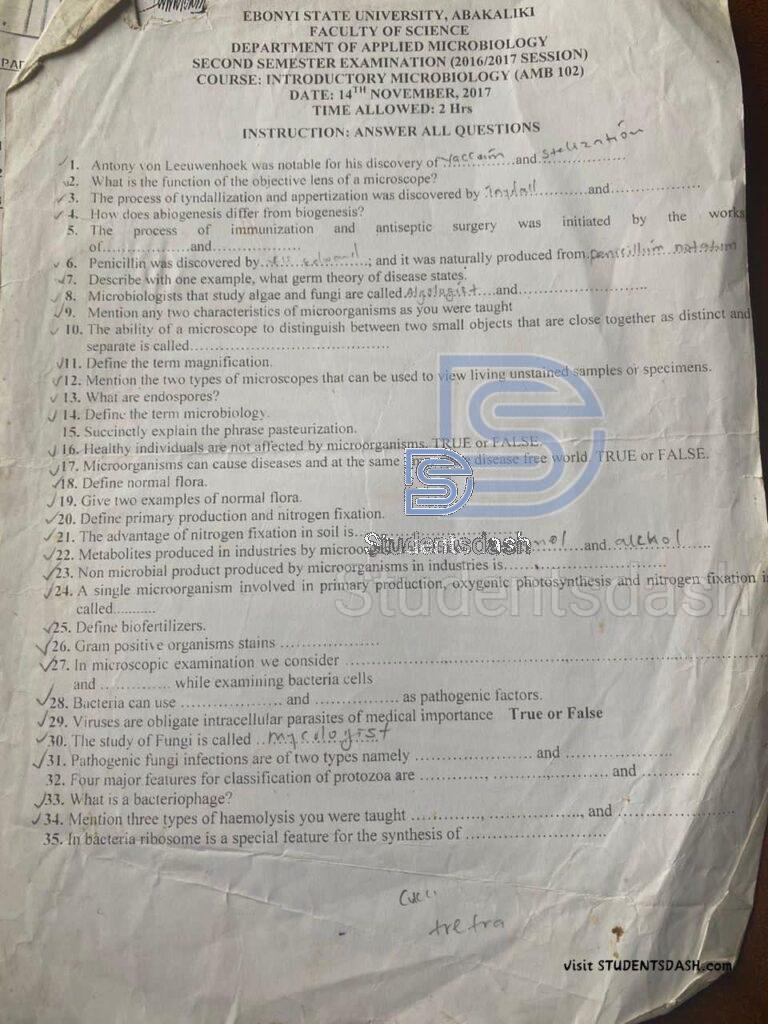 EBONYI STATE UNIVERSITY, ABAKALIKI
FACULTY OF SCIENCE
DEPARTMENT OF APPLIED MICROBIOLOGY
SECOND SEMESTER EXAMINATION (2016/2017 SESSION)
COURSE: INTRODUCTORY MICROBIOLOGY (AMB 102)
DATE: 14TH NOVEMBER, 2017
TIME ALLOWED: 2 Hrs
INSTRUCTION: ANSWER ALL QUESTIONS
1. Antony von Leeuwenhoek was notable for his discovery of..............and....................
2. What is the function of the objective lens of a microscope?
3. The process of tyndallization and appertization was discovered by Tyndall............and....................
4. How does abiogenesis differ from biogenesis?
5. The process of immunization and antiseptic surgery was initiated by the works
of..................and......................
6. Penicillin was discovered by....................; and it was naturally produced from penicillium notatum
7. Describe with one example, what germ theory of disease states.
8. Microbiologists that study algae and fungi are called Algologist....and..............................
9. Mention any two characteristics of microorganisms as you were taught
10. The ability of a microscope to distinguish between two small objects that are close together as distinct and
separate is called........................................
11. Define the term magnification.
12. Mention the two types of microscopes that can be used to view living unstained samples or specimens.
13. What are endospores?
14. Define the term microbiology.
15. Succinctly explain the phrase pasteurization.
16. Healthy individuals are not affected by microorganisms. TRUE or FALSE.
17. Microorganisms can cause diseases and at the same disease free world. TRUE or FALSE.
18. Define normal flora.
19. Give two examples of normal flora.
20. Define primary production and nitrogen fixation.
21. The advantage of nitrogen fixation in soil is........................................
Studentsdash
22. Metabolites produced in industries by ..........and alckol........
23. Non microbial product produced by microorganisms in industries is..................................
24. A single microorganism involved in primary production, oxygenic photosynthesis and nitrogen fixation is
called...........
Studentsdash
25. Define biofertilizers.
26. Gram positive organisms stains ......................
27. In microscopic examination we consider ........................................................................
and ................ while examining bacteria cells
28. Bacteria can use ...................... and .................. as pathogenic factors.
29. Viruses are obligate intracellular parasites of medical importance True or False
30. The study of Fungi is called ..mycologist
31. Pathogenic fungi infections are of two types namely .......................... and .......................
32. Four major features for classification of protozoa are ............, ............, ............ and ............
33. What is a bacteriophage?
34. Mention three types of haemolysis you were taught ............, ......................, and ........................
35. In bacteria ribosome is a special feature for the synthesis of ..............................
tretra
visit STUDENTSDASH.com